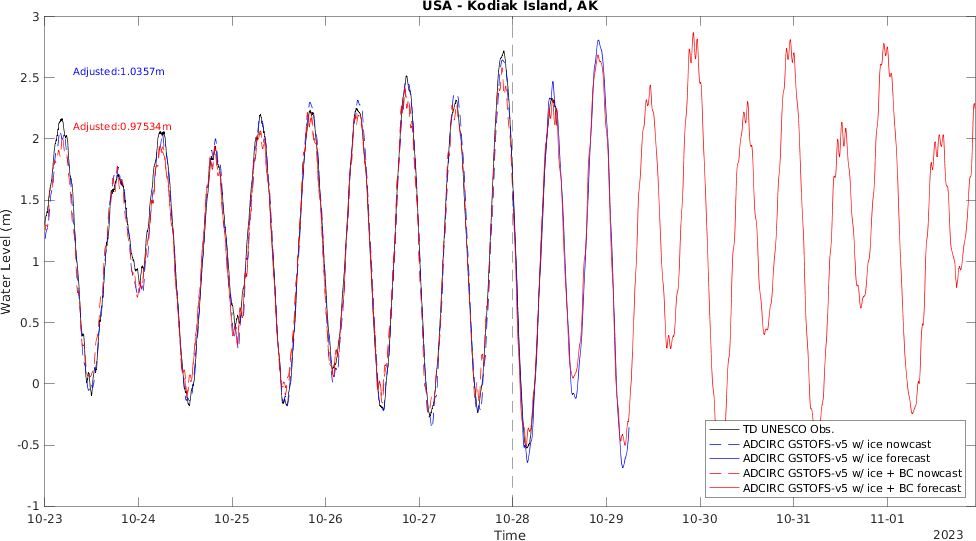 USA - Kodiak Island, AK
3
2.5
2
1.5
1
0.5
0
-0.5
-1
Water Level (m)
Adjusted:1.0357m
Adjusted:0.97534m
TD UNESCO Obs.
ADCIRC GSTOFS-v5 w/ ice nowcast
ADCIRC GSTOFS-v5 w/ ice forecast
ADCIRC GSTOFS-v5 w/ ice + BC nowcast
ADCIRC GSTOFS-v5 w/ ice + BC forecast
10-23 10-24 10-25 10-26 10-27 10-28 10-29 10-30 10-31 11-01
Time
2023